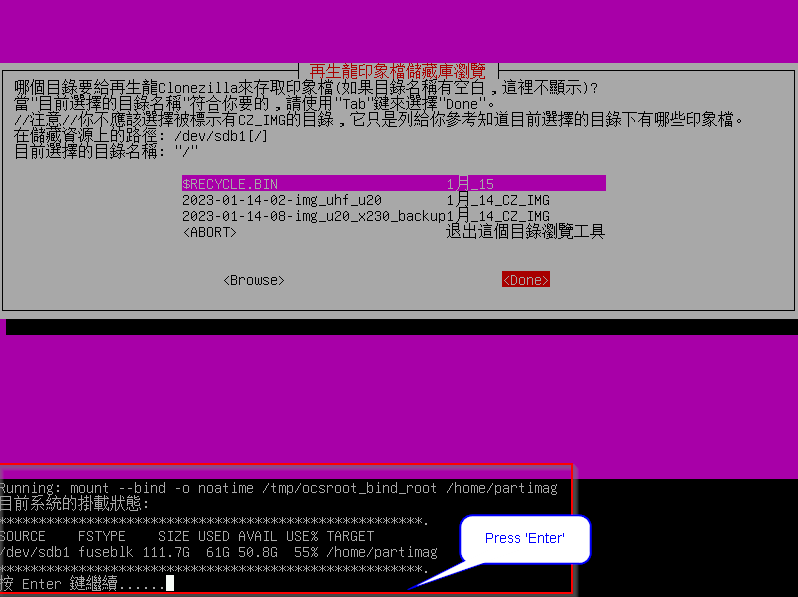 再生龍印象檔儲藏庫瀏覽
哪個目錄要給再生龍Clonezilla來存取印象檔(如果目錄名稱有空白，這裡不顯示)?
當"目前選擇的目錄名稱"符合你要的，請使用"Tab"鍵來選擇"Done"。
//注意//你不應該選擇被標示有CZ_IMG的目錄，它只是列給你參考知道目前選擇的目錄下有哪些印象檔。
在儲藏資源上的路徑: /dev/sdb1[/]
目前選擇的目錄名稱: "/"
$RECYCLE.BIN 1月_15
2023-01-14-02-img_uhf_u20 1月_14_CZ_IMG
2023-01-14-08-img_u20_x230_backup1月_14_CZ_IMG
<ABORT> 退出這個目錄瀏覽工具
<Browse> <Done>
Running: mount --bind -o noatime /tmp/ocsroot_bind_root /home/partimag
目前系統的掛載狀態:
*****************************************************.
SOURCE FSTYPE SIZE USED AVAIL USE% TARGET
/dev/sdb1 fuseblk 111.7G 61G 50.8G 55% /home/partimag
*****************************************************.
按 Enter 鍵繼續......
Press 'Enter'